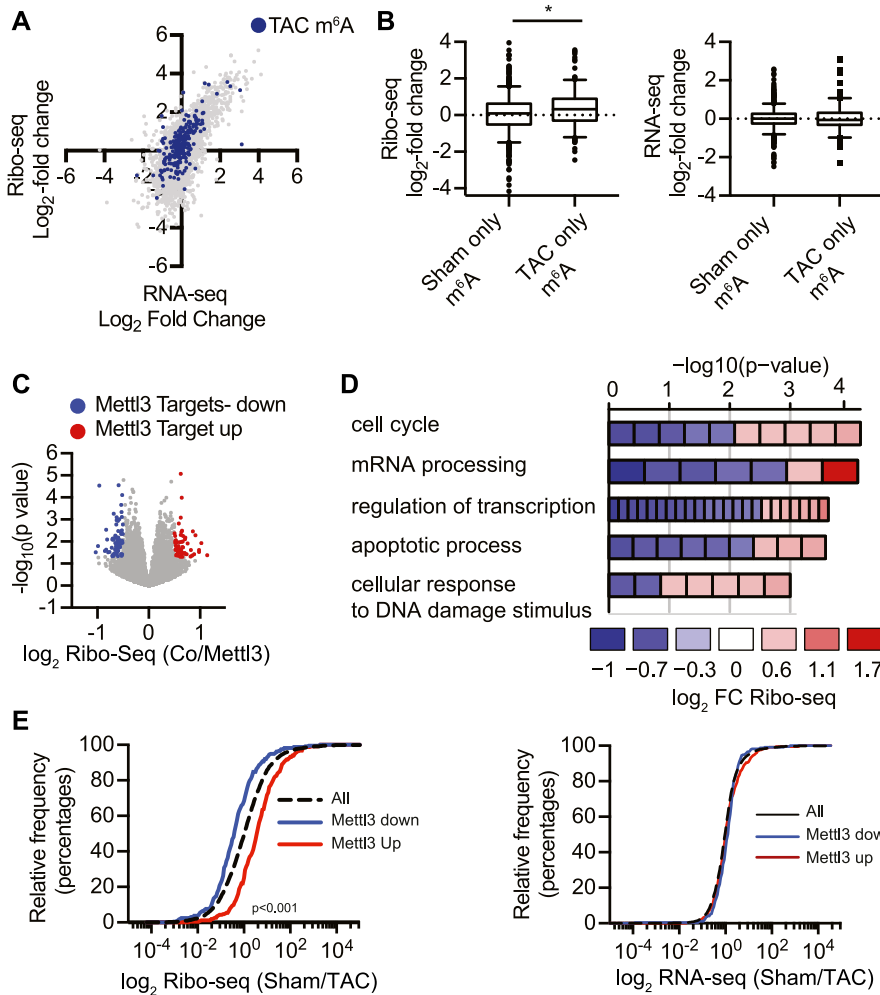 A
TAC m⁶A
Ribo-seq
Log₂-fold change
6
4
2
-4
-6
-6
-4
-2
2
4
6
RNA-seq
Log₂ Fold Change
B
*
Ribo-seq
log₂-fold change
4
2
0
-2
-4
Sham only
m⁶A
TAC only
m⁶A
RNA-seq
log₂-fold change
4
2
0
-2
-4
Sham only
m⁶A
TAC only
m⁶A
C
Mettl3 Targets- down
Mettl3 Target up
-log₁₀(p value)
6
5
4
3
2
1
0
-1
-1
0
1
log₂ Ribo-Seq (Co/Mettl3)
D
−log10(p−value)
0 1 2 3 4
cell cycle
mRNA processing
regulation of transcription
apoptotic process
cellular response
to DNA damage stimulus
−1 −0.7 −0.3 0 0.6 1.1 1.7
log₂ FC Ribo-seq
E
Relative frequency
(percentages)
100
80
60
40
20
0
All
Mettl3 down
Mettl3 Up
p<0.001
10⁻⁴ 10⁻² 10⁰ 10² 10⁴
log₂ Ribo-seq (Sham/TAC)
Relative frequency
(percentages)
100
80
60
40
20
0
All
Mettl3 dow
Mettl3 up
10⁻⁴ 10⁻² 10⁰ 10² 10⁴
log₂ RNA-seq (Sham/TAC)